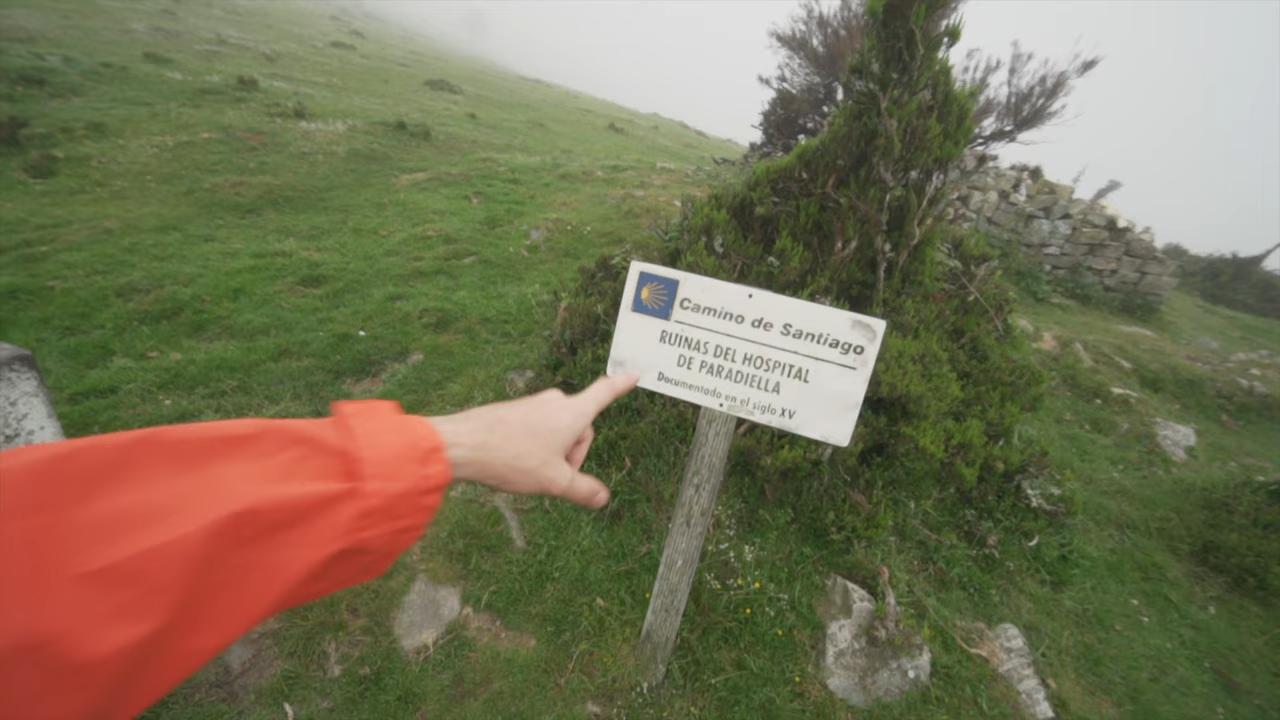 Camino de Santiago
RUINAS DEL HOSPITAL
DE PARADIELLA
Documentado en el siglo XV